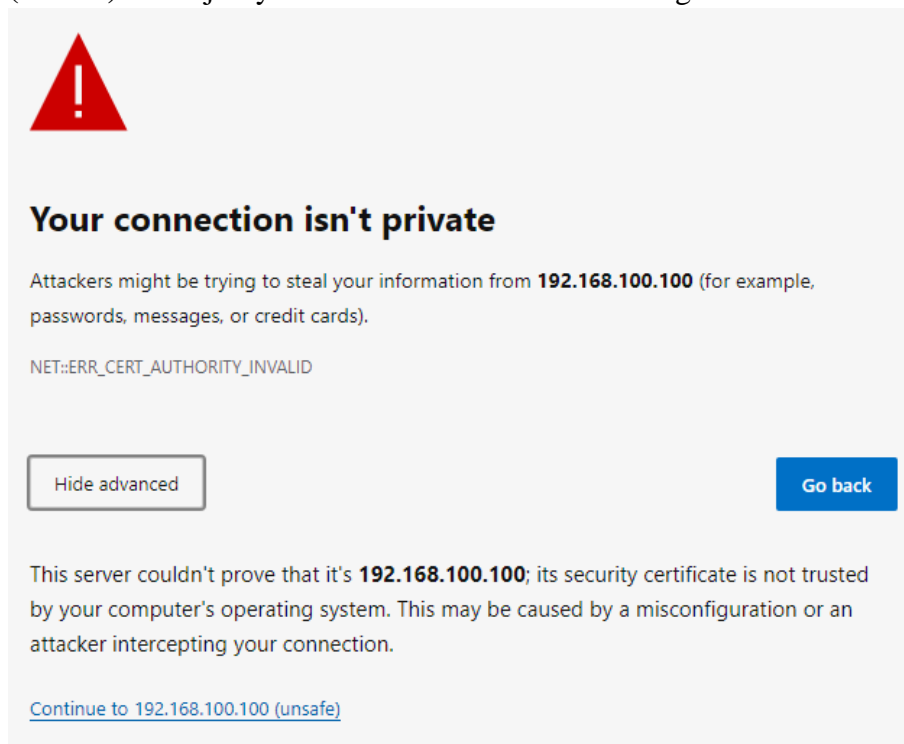 Your connection isn't private
Attackers might be trying to steal your information from 192.168.100.100 (for example,
passwords, messages, or credit cards).
NET::ERR_CERT_AUTHORITY_INVALID
Hide advanced
Go back
This server couldn't prove that it's 192.168.100.100; its security certificate is not trusted
by your computer's operating system. This may be caused by a misconfiguration or an
attacker intercepting your connection.
Continue to 192.168.100.100 (unsafe)